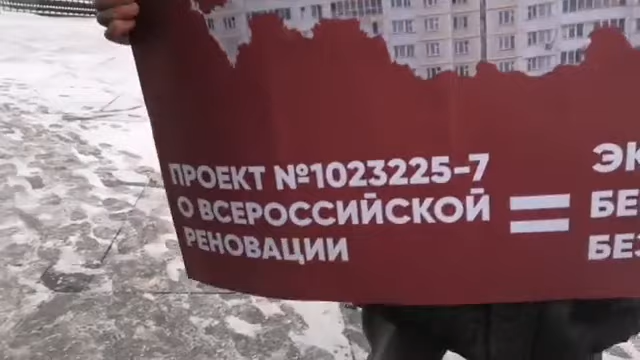 ПРОЕКТ №1023225-7
О ВСЕРОССИЙСКОЙ
РЕНОВАЦИИ
=